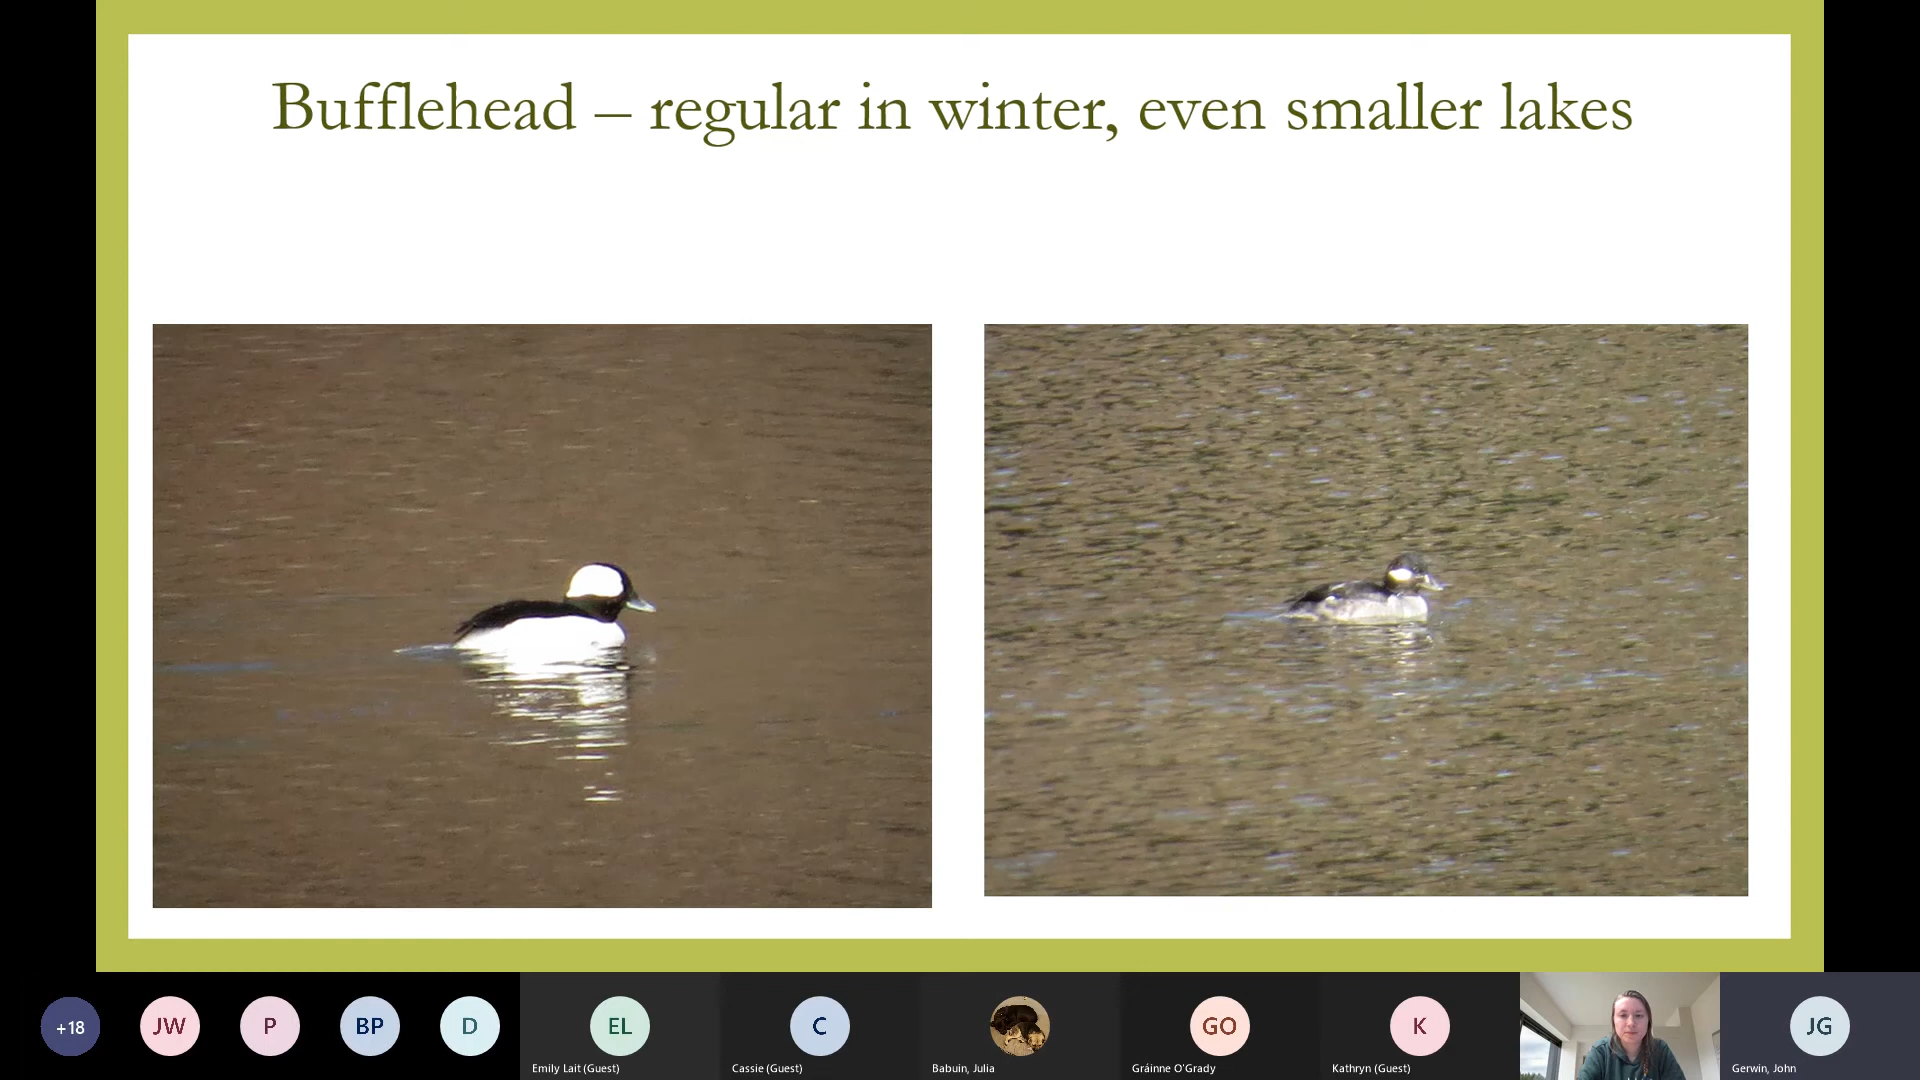 Bufflehead – regular in winter, even smaller lakes
+18
JW
P
BP
D
EL
C
GO
K
JG
Emily Lait (Guest)
Cassie (Guest)
Babuin, Julia
Gráinne O'Grady
Kathryn (Guest)
Gerwin, John